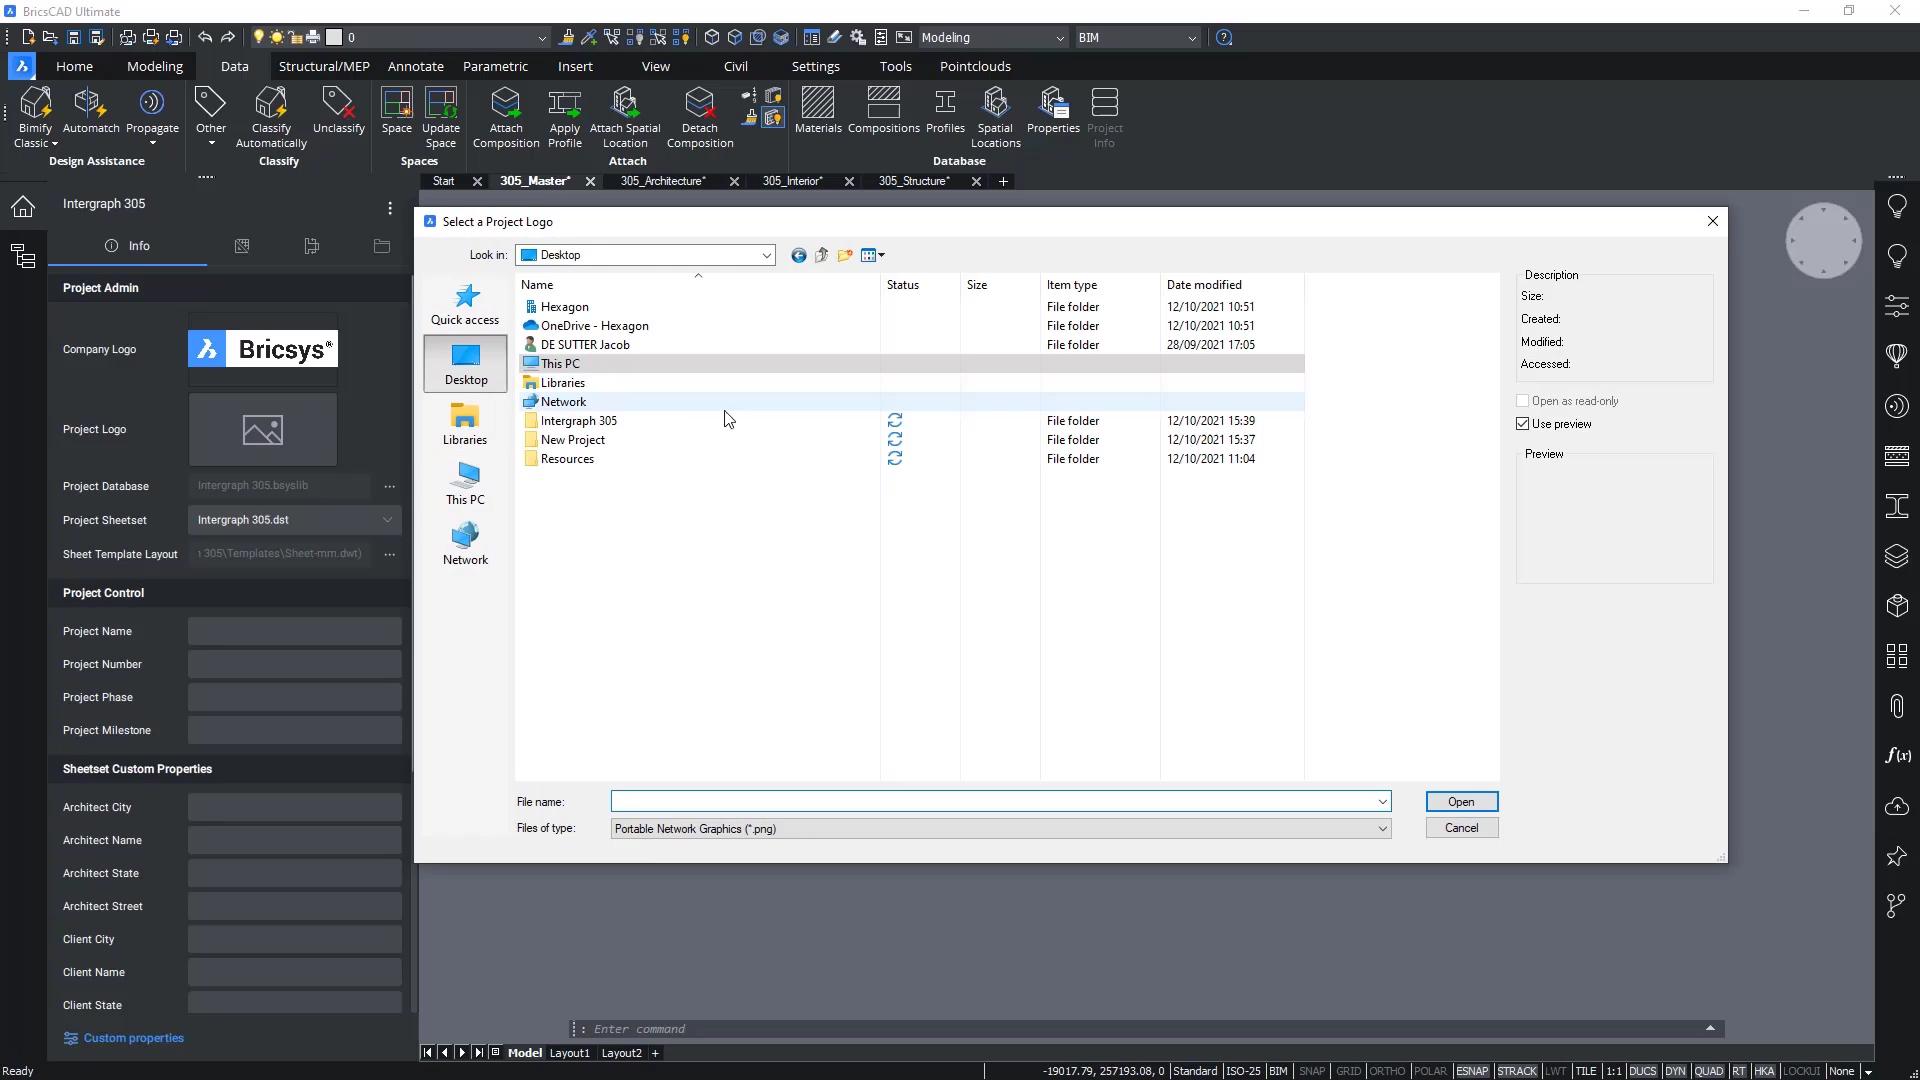 BricsCAD Ultimate
0
Modeling
BIM
Home
Modeling
Data
Structural/MEP
Annotate
Parametric
Insert
View
Civil
Settings
Tools
Pointclouds
Bimify
Classic
Automatch
Propagate
Other
Classify
Automatically
Unclassify
Space
Update
Space
Attach
Composition
Apply
Profile
Attach Spatial
Location
Detach
Composition
Materials
Compositions
Profiles
Spatial
Locations
Properties
Project
Info
Design Assistance
Classify
Spaces
Attach
Database
Start
305_Master*
305_Architecture*
305_Interior*
305_Structure*
Intergraph 305
Info
Project Admin
Company Logo
Bricsys®
Project Logo
Project Database
Intergraph 305.bsyslib
Project Sheetset
Intergraph 305.dst
Sheet Template Layout
305\Templates\Sheet-mm.dwt)
Project Control
Project Name
Project Number
Project Phase
Project Milestone
Sheetset Custom Properties
Architect City
Architect Name
Architect State
Architect Street
Client City
Client Name
Client State
Custom properties
Select a Project Logo
Look in:
Desktop
Quick access
Desktop
Libraries
This PC
Network
Name
Status
Size
Item type
Date modified
Hexagon
File folder
12/10/2021 10:51
OneDrive - Hexagon
File folder
12/10/2021 10:51
DE SUTTER Jacob
File folder
28/09/2021 17:05
This PC
Libraries
Network
Intergraph 305
File folder
12/10/2021 15:39
New Project
File folder
12/10/2021 15:37
Resources
File folder
12/10/2021 11:04
Description
Size:
Created:
Modified:
Accessed:
Open as read-only
Use preview
Preview
File name:
Open
Files of type:
Portable Network Graphics (*.png)
Cancel
f(x)
: Enter command
Model
Layout1
Layout2
+
Ready
-19017.79, 257193.08, 0
Standard
ISO-25
BIM
SNAP
GRID
ORTHO
POLAR
ESNAP
STRACK
LWT
TILE
1:1
DUCS
DYN
QUAD
RT
HKA
LOCKUI
None